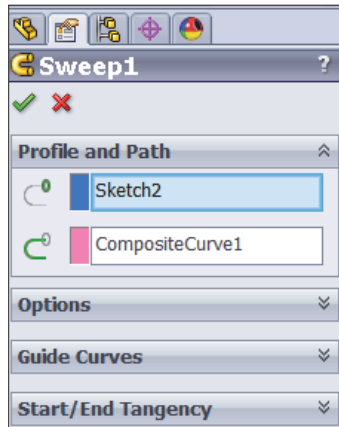 Sweep1 ?
Profile and Path
Sketch2
CompositeCurve1
Options
Guide Curves
Start/End Tangency